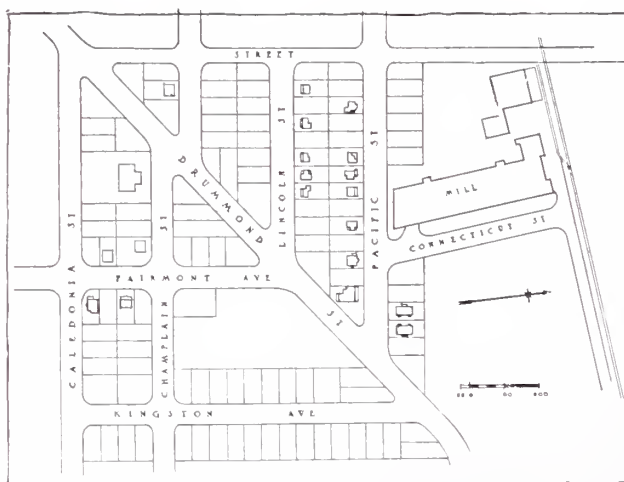 STREET
DRUMMOND
ST
LINCOLN ST
PACIFIC ST
MILL
CONNECTICUT ST
CALEDONIA ST
ST
CHAMPLAIN
FAIRMONT AVE
KINGSTON AVE